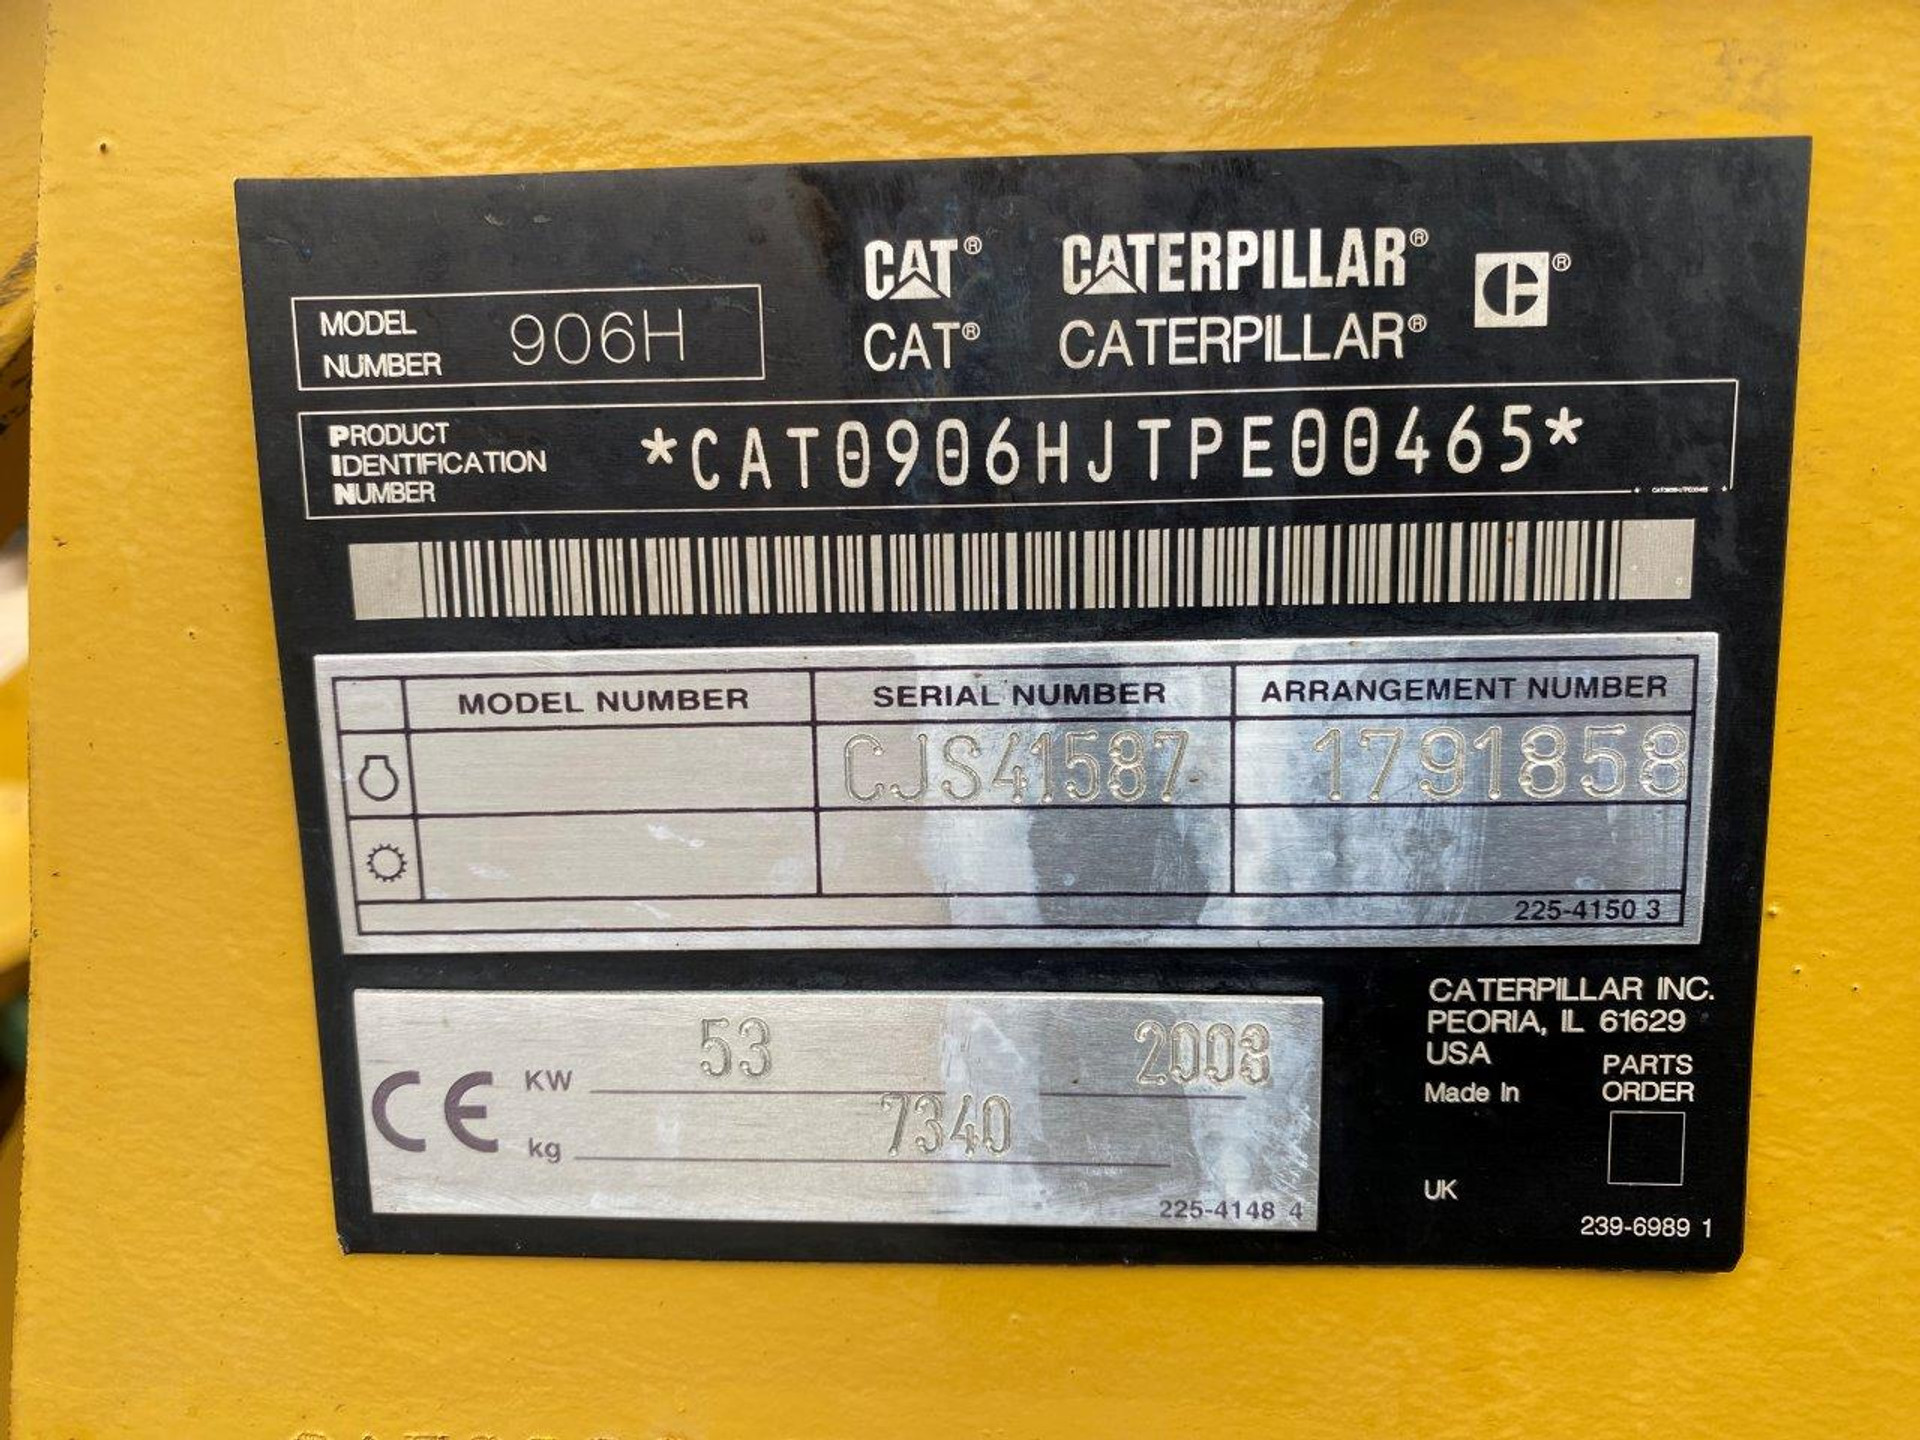 CAT® CATERPILLAR®
CAT® CATERPILLAR®
MODEL
NUMBER 906H
PRODUCT
IDENTIFICATION
NUMBER
*CAT0906HJTPE00465*
MODEL NUMBER SERIAL NUMBER ARRANGEMENT NUMBER
CJS41587 1791858
225-4150 3
CE
KW 53 2008
kg 7340
225-4148 4
CATERPILLAR INC.
PEORIA, IL 61629
USA
Made In
UK
PARTS
ORDER
239-6989 1